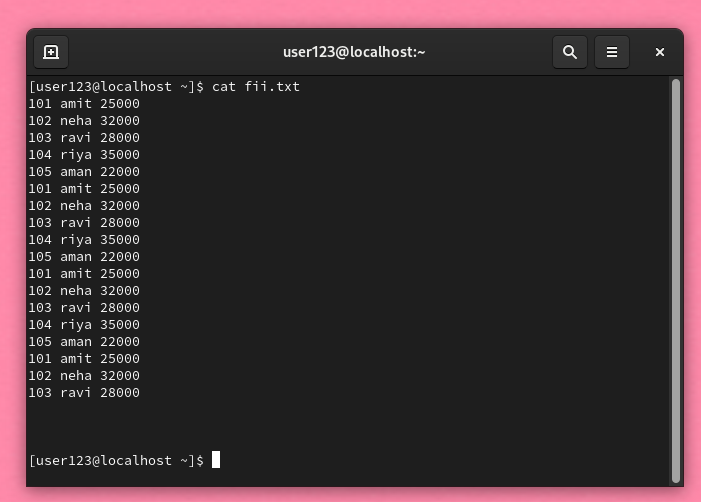 user123@localhost:~
[user123@localhost ~]$ cat fii.txt
101 amit 25000
102 neha 32000
103 ravi 28000
104 riya 35000
105 aman 22000
101 amit 25000
102 neha 32000
103 ravi 28000
104 riya 35000
105 aman 22000
101 amit 25000
102 neha 32000
103 ravi 28000
104 riya 35000
105 aman 22000
101 amit 25000
102 neha 32000
103 ravi 28000
[user123@localhost ~]$